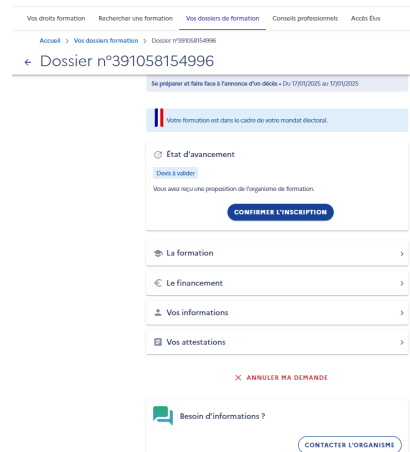 Vos droits formation Rechercher une formation Vos dossiers de formation Conseils professionnels Accès Élus
Accueil > Vos dossiers formation > Dossier n°391058154996
← Dossier n°391058154996
Se préparer et faire face à l'annonce d'un décès • Du 17/01/2025 au 17/01/2025
Votre formation est dans le cadre de votre mandat électoral.
État d'avancement
Devis à valider
Vous avez reçu une proposition de l'organisme de formation.
CONFIRMER L'INSCRIPTION
La formation
Le financement
Vos informations
Vos attestations
ANNULER MA DEMANDE
Besoin d'informations ?
CONTACTER L'ORGANISME